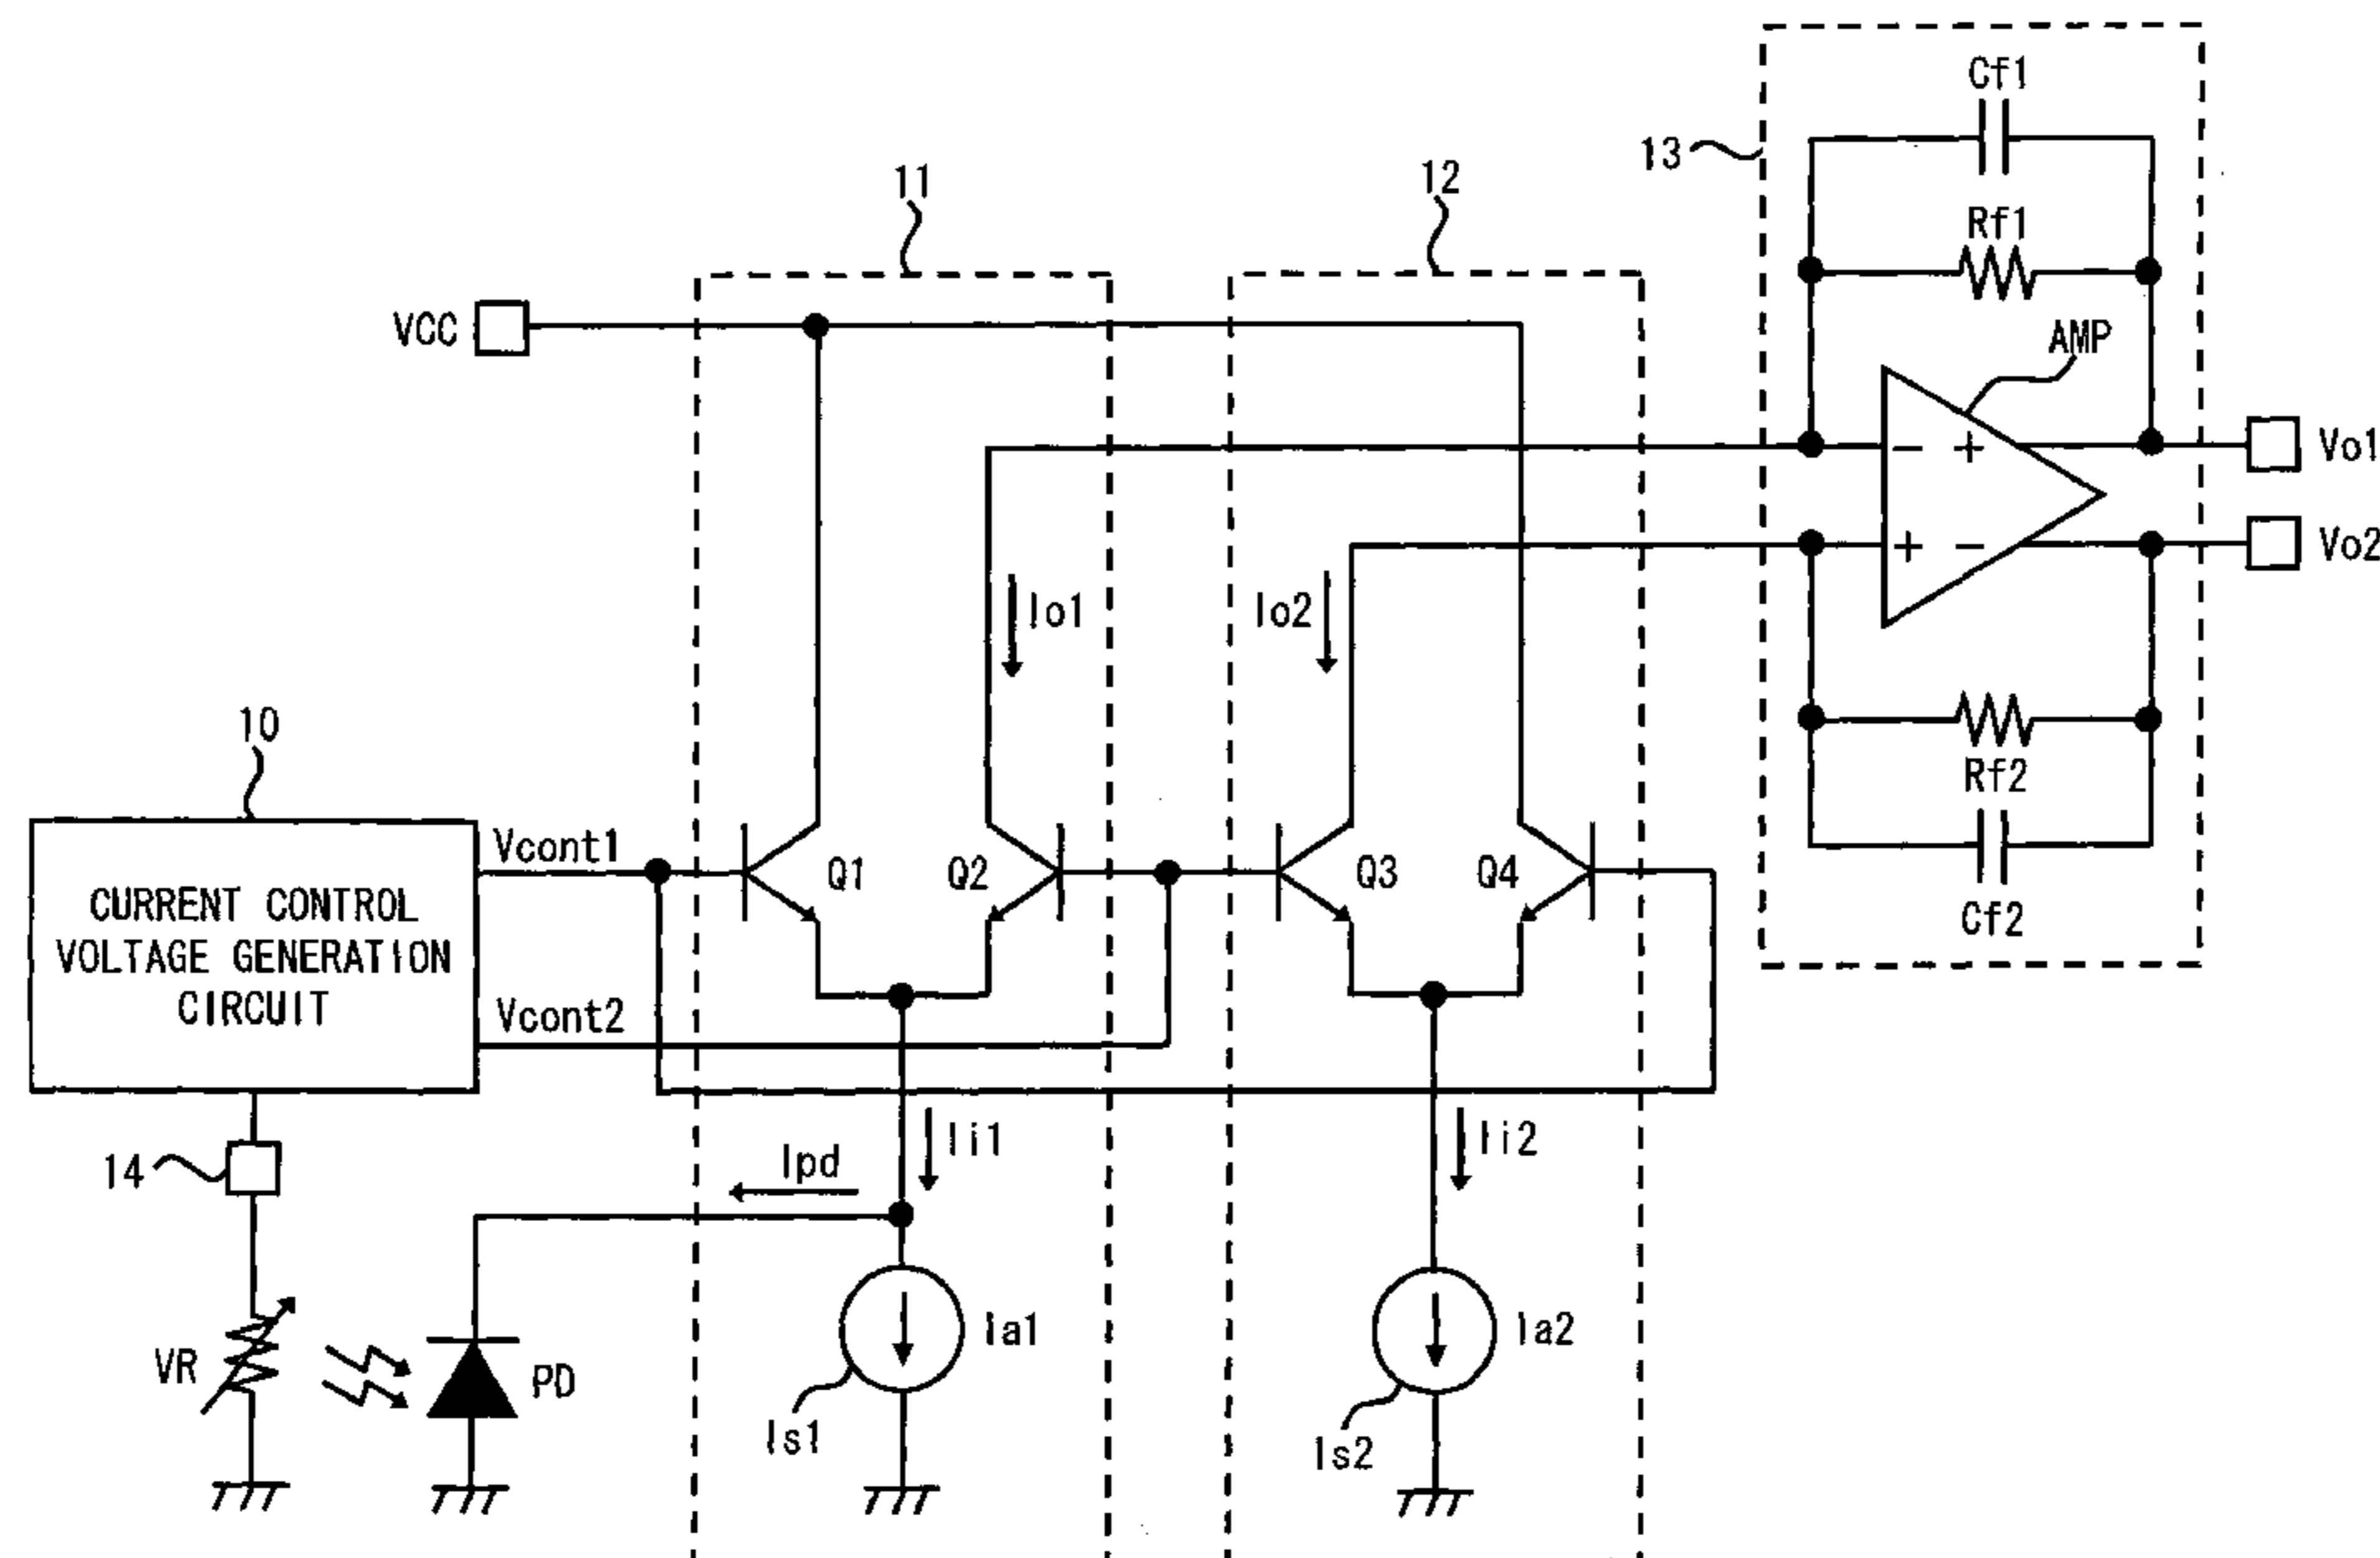 Cf1
13
11
12
Rf1
VCC
AMP
- +
Vo1
+ -
Vo2
Io1
Io2
10
Rf2
Vcont1
Q1
Q2
Q3
Q4
CURRENT CONTROL
VOLTAGE GENERATION
CIRCUIT
Cf2
Vcont2
14
Ipd
Ii1
Ii2
VR
PD
Ia1
Ia2
Is1
Is2